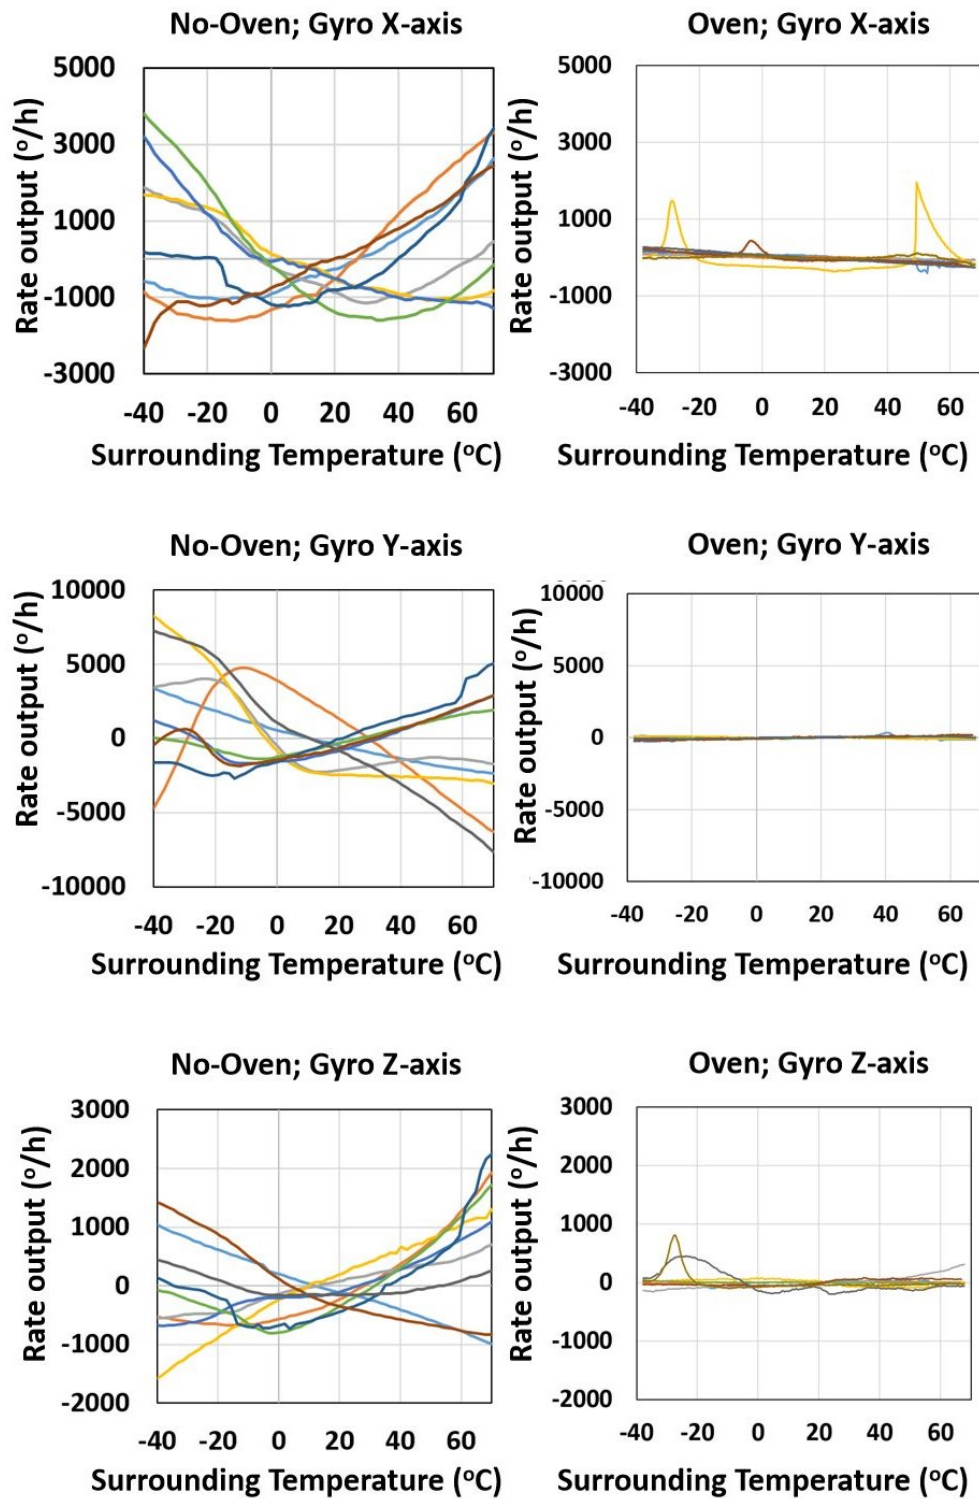 No-Oven; Gyro X-axis
Rate output (°/h)
5000
3000
1000
-1000
-3000
-40 -20 0 20 40 60
Surrounding Temperature (°C)
Oven; Gyro X-axis
Rate output (°/h)
5000
3000
1000
-1000
-3000
-40 -20 0 20 40 60
Surrounding Temperature (°C)
No-Oven; Gyro Y-axis
Rate output (°/h)
10000
5000
0
-5000
-10000
-40 -20 0 20 40 60
Surrounding Temperature (°C)
Oven; Gyro Y-axis
Rate output (°/h)
10000
5000
0
-5000
-10000
-40 -20 0 20 40 60
Surrounding Temperature (°C)
No-Oven; Gyro Z-axis
Rate output (°/h)
3000
2000
1000
0
-1000
-2000
-40 -20 0 20 40 60
Surrounding Temperature (°C)
Oven; Gyro Z-axis
Rate output (°/h)
3000
2000
1000
0
-1000
-2000
-40 -20 0 20 40 60
Surrounding Temperature (°C)